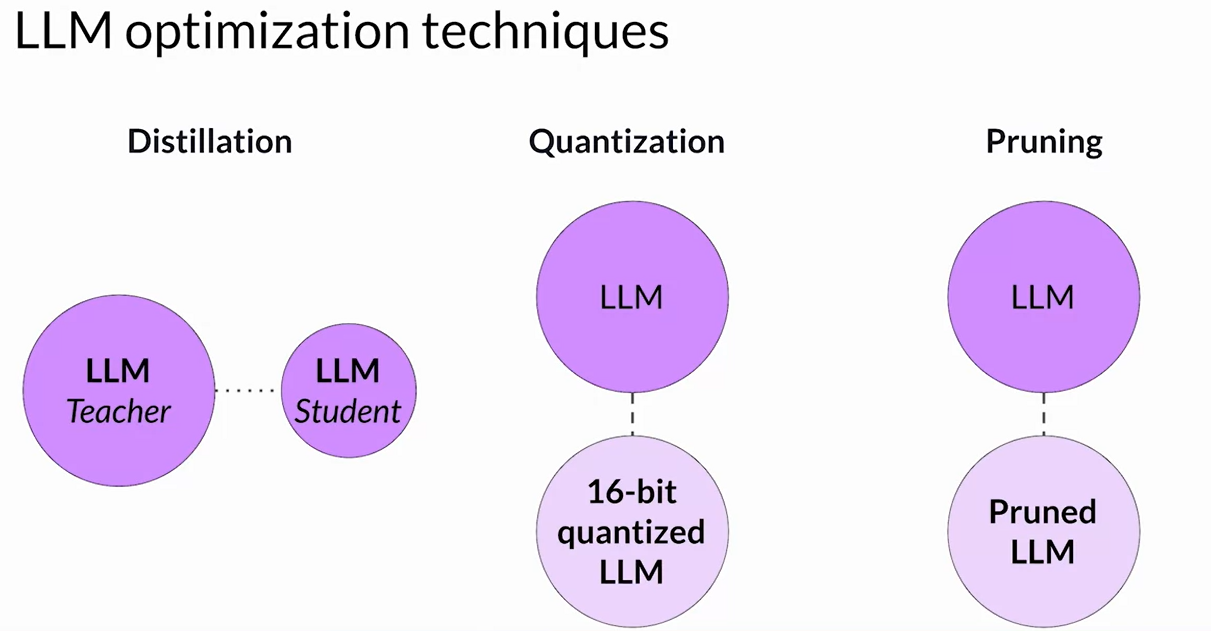 LLM optimization techniques
Distillation
Quantization
Pruning
LLM
Teacher
LLM
Student
LLM
16-bit
quantized
LLM
LLM
Pruned
LLM